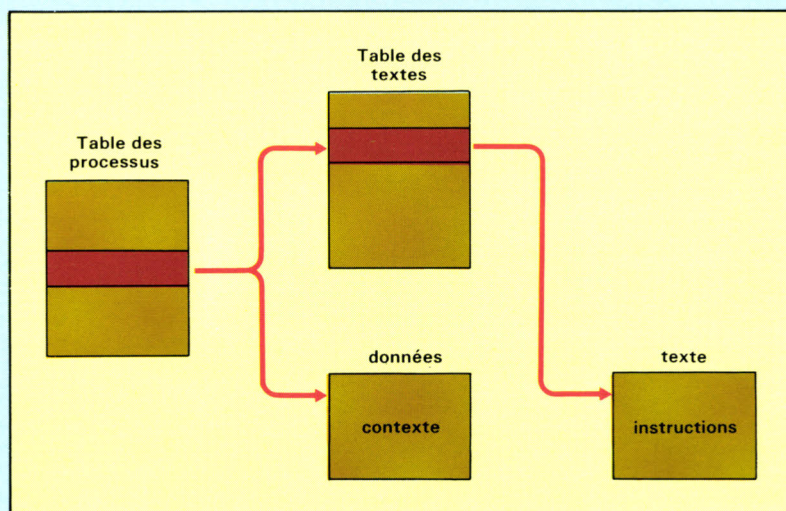 Table des
textes
Table des
processus
données
contexte
texte
instructions